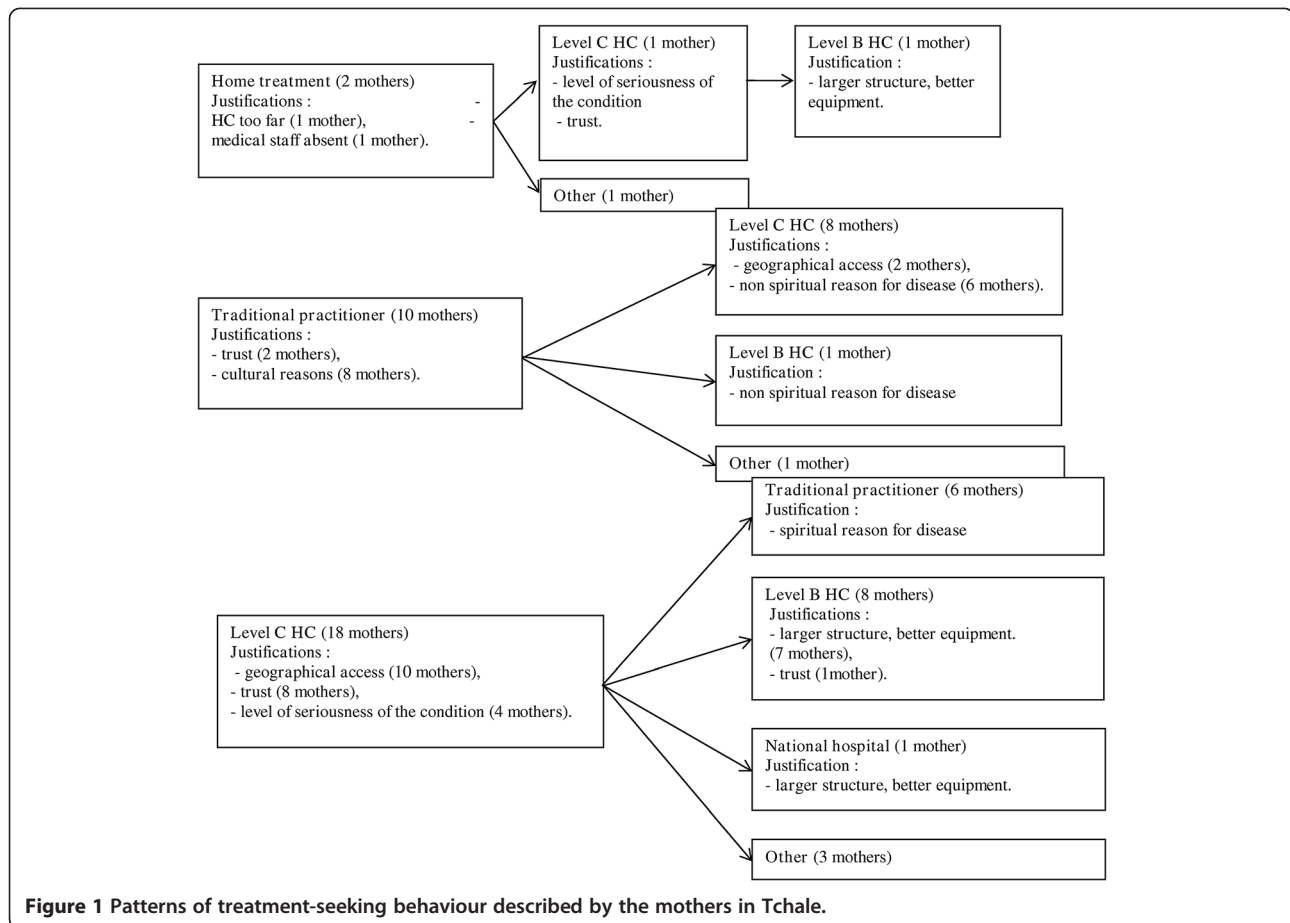 Home treatment (2 mothers)
Justifications : -
HC too far (1 mother), -
medical staff absent (1 mother).
Level C HC (1 mother)
Justifications :
- level of seriousness of
the condition
- trust.
Level B HC (1 mother)
Justification :
- larger structure, better
equipment.
Other (1 mother)
Traditional practitioner (10 mothers)
Justifications :
- trust (2 mothers),
- cultural reasons (8 mothers).
Level C HC (8 mothers)
Justifications :
- geographical access (2 mothers),
- non spiritual reason for disease (6 mothers).
Level B HC (1 mother)
Justification :
- non spiritual reason for disease
Other (1 mother)
Level C HC (18 mothers)
Justifications :
- geographical access (10 mothers),
- trust (8 mothers),
- level of seriousness of the condition (4 mothers).
Traditional practitioner (6 mothers)
Justification :
- spiritual reason for disease
Level B HC (8 mothers)
Justifications :
- larger structure, better equipment.
(7 mothers),
- trust (1mother).
National hospital (1 mother)
Justification :
- larger structure, better equipment.
Other (3 mothers)
Figure 1 Patterns of treatment-seeking behaviour described by the mothers in Tchale.